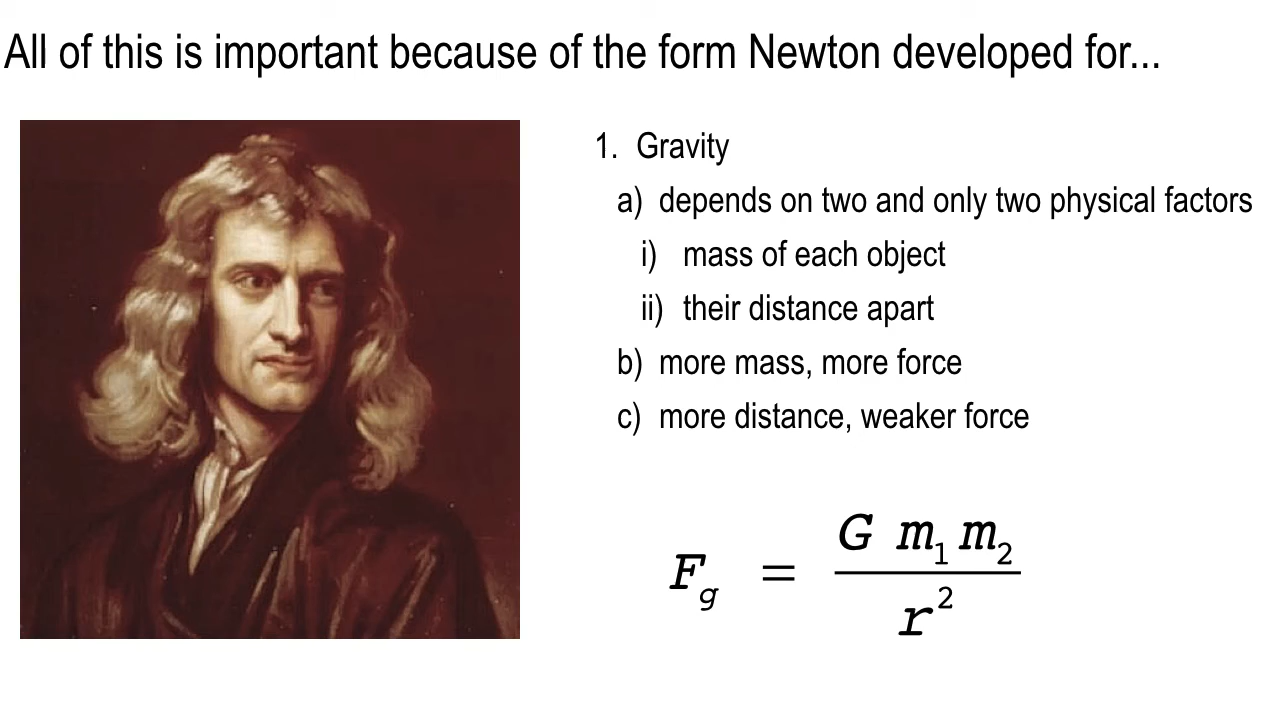 All of this is important because of the form Newton developed for...
1. Gravity
a) depends on two and only two physical factors
i) mass of each object
ii) their distance apart
b) more mass, more force
c) more distance, weaker force
F_g = G m₁ m₂ / r²